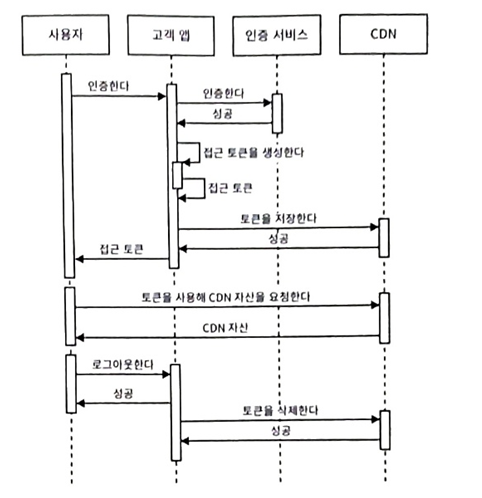 사용자
고객 앱
인증 서비스
CDN
인증한다
인증한다
성공
접근 토큰을 생성한다
접근 토큰
토큰을 저장한다
성공
접근 토큰
토큰을 사용해 CDN 자산을 요청한다
CDN 자산
로그아웃한다
성공
토큰을 삭제한다
성공